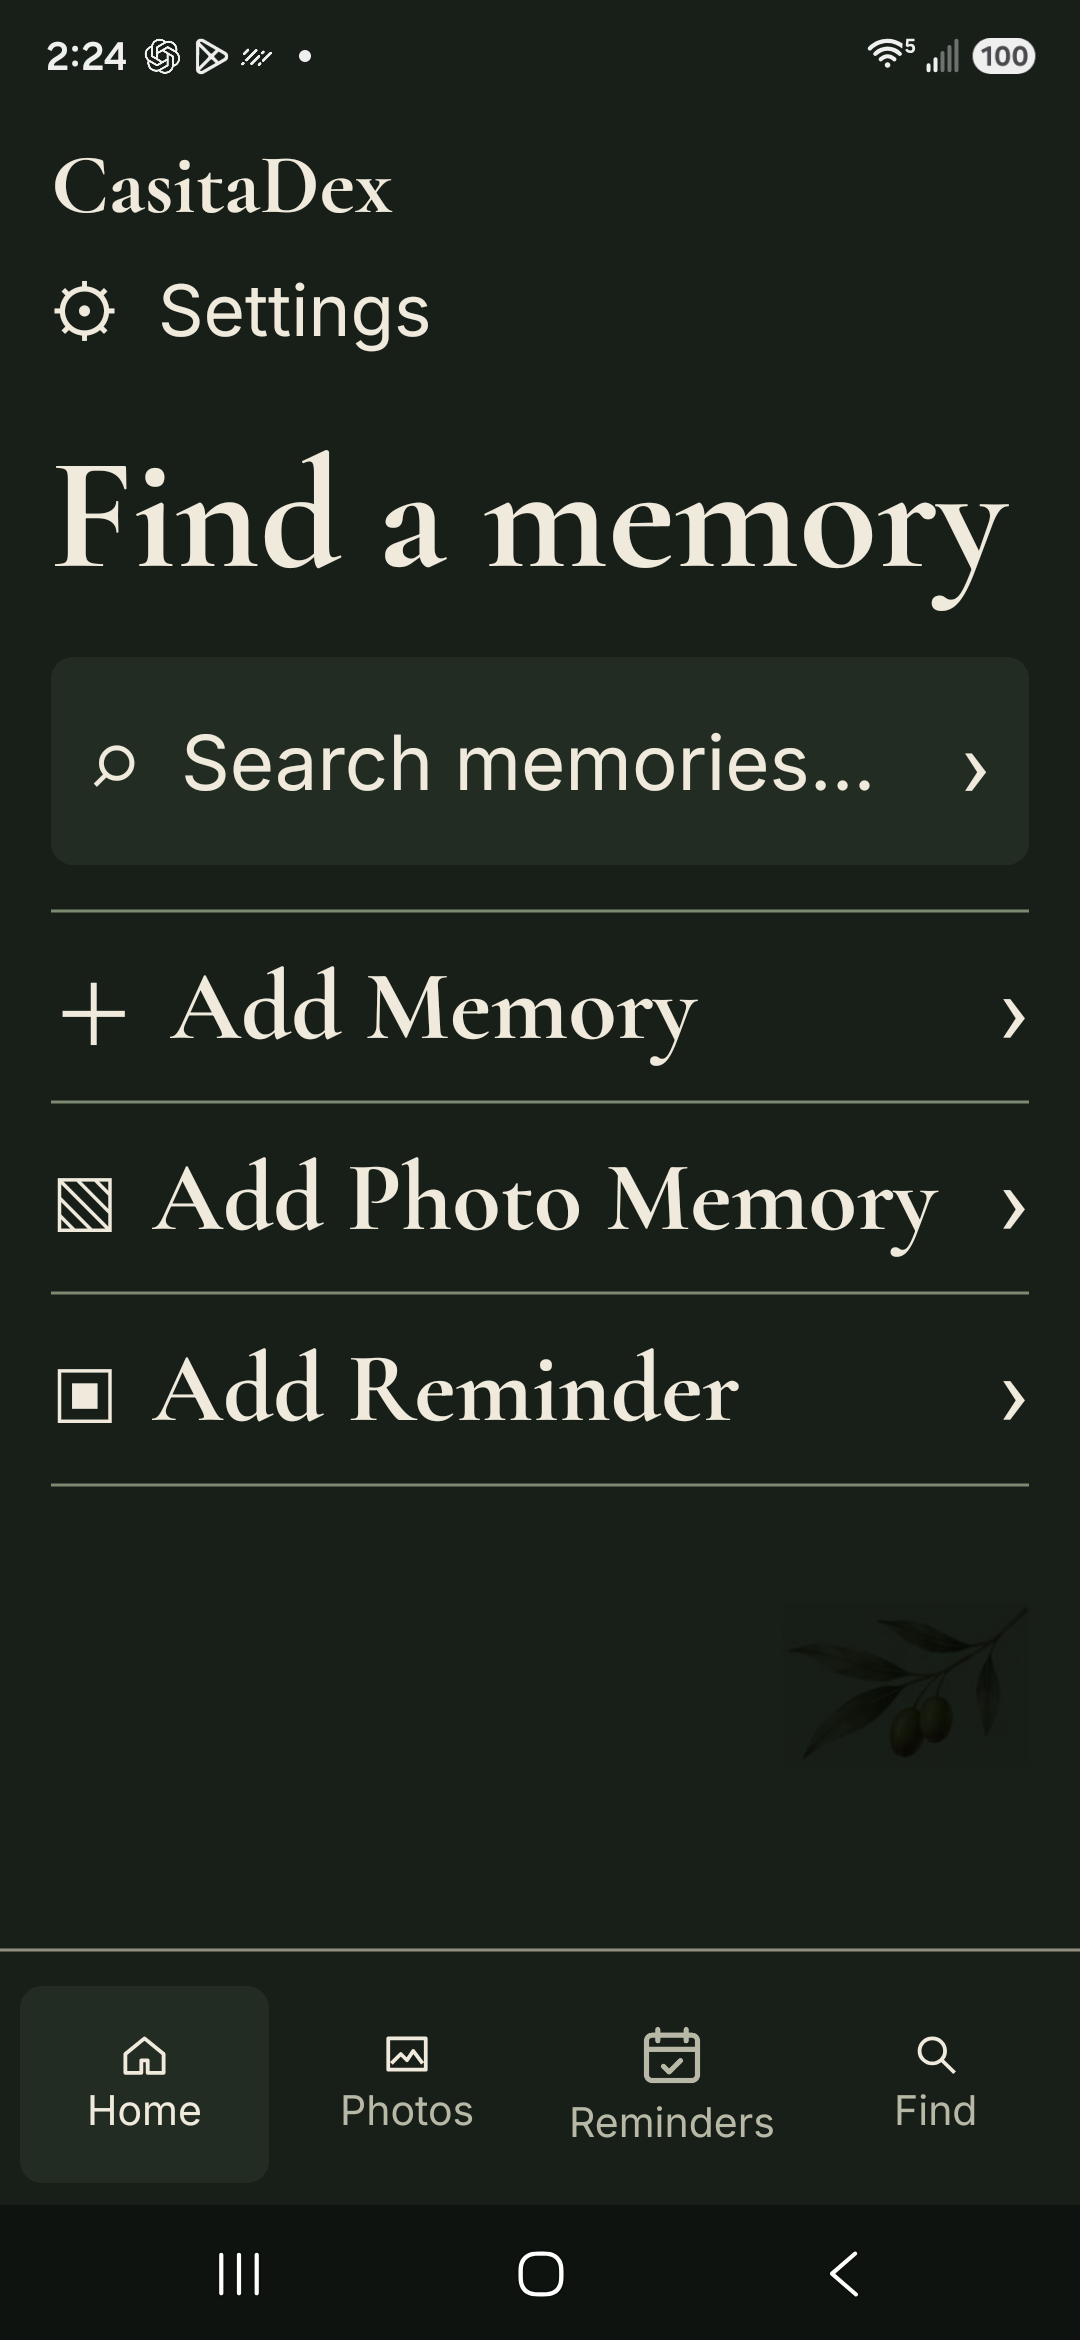 2:24 5 100
CasitaDex
Settings
Find a memory
Search memories...
Add Memory
Add Photo Memory
Add Reminder
Home Photos Reminders Find